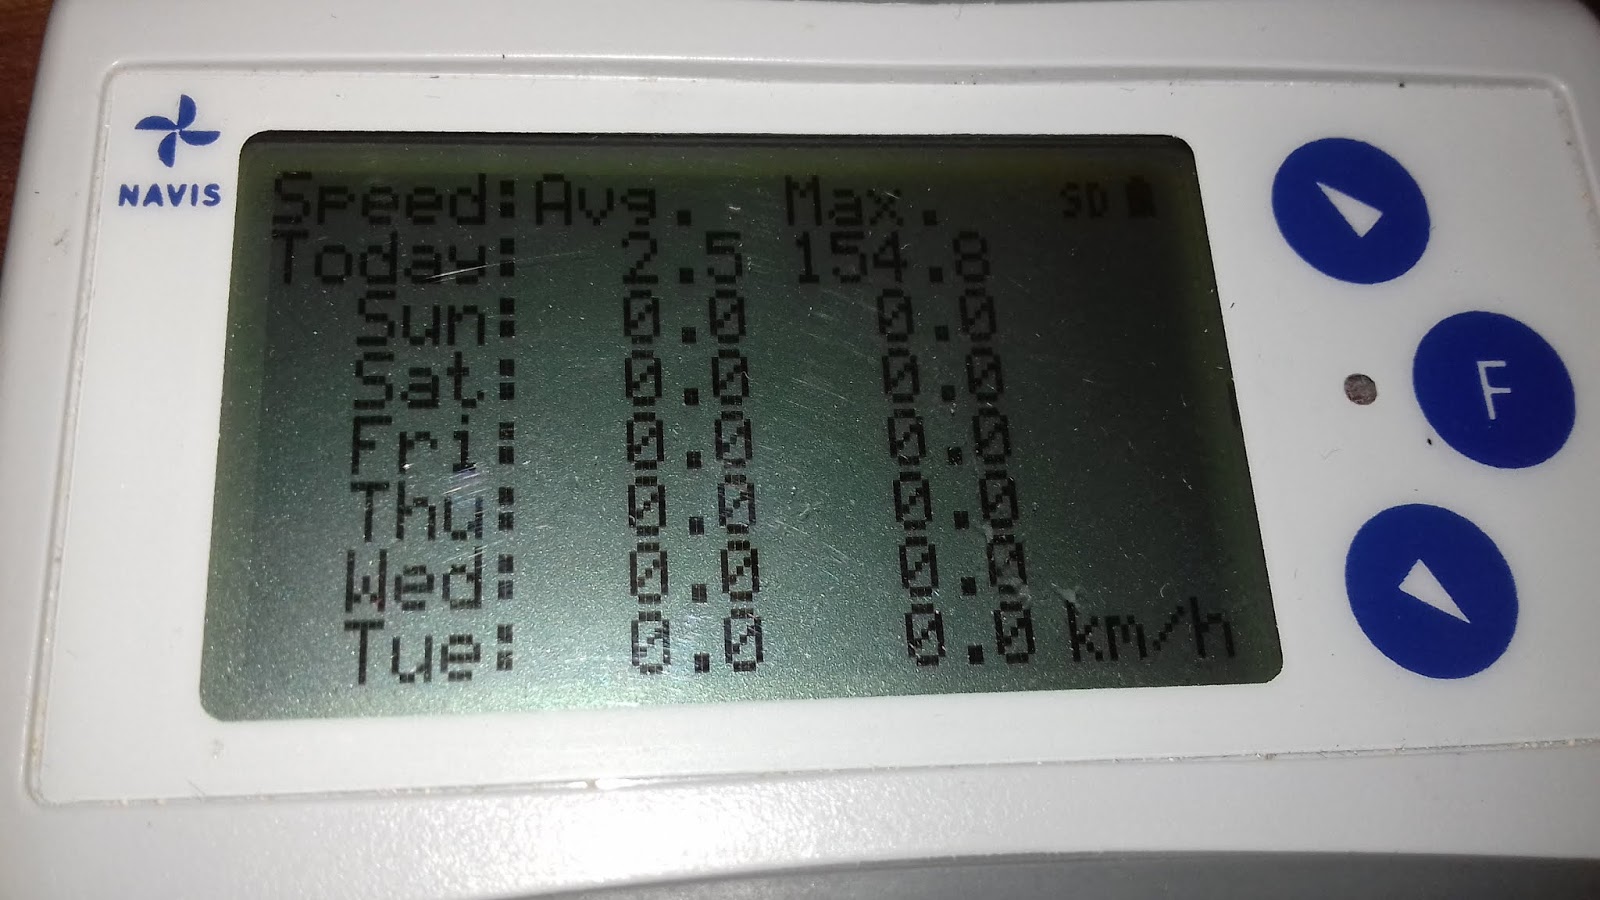 NAVIS
Speed: Avg. Max. SD
Today: 2.5 154.8
Sun: 0.0 0.0
Sat: 0.0 0.0
Fri: 0.0 0.0
Thu: 0.0 0.0
Wed: 0.0 0.0
Tue: 0.0 0.0 km/h
F